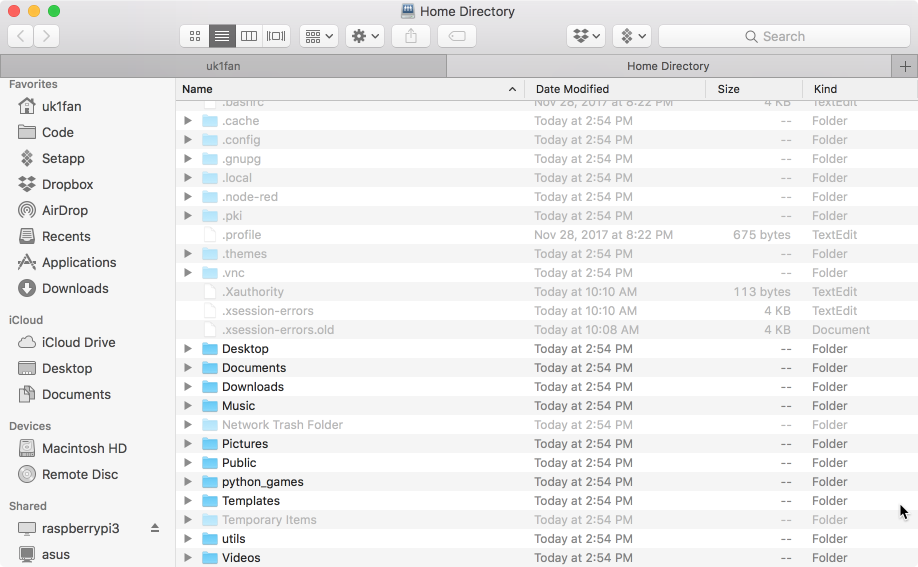 Home Directory
Search
uk1fan
Home Directory
+
Favorites
uk1fan
Code
Setapp
Dropbox
AirDrop
Recents
Applications
Downloads
iCloud
iCloud Drive
Desktop
Documents
Devices
Macintosh HD
Remote Disc
Shared
raspberrypi3
asus
Name Date Modified Size Kind
.bashrc Nov 28, 2017 at 8:22 PM 4 KB TextEdit
.cache Today at 2:54 PM -- Folder
.config Today at 2:54 PM -- Folder
.gnupg Today at 2:54 PM -- Folder
.local Today at 2:54 PM -- Folder
.node-red Today at 2:54 PM -- Folder
.pki Today at 2:54 PM -- Folder
.profile Nov 28, 2017 at 8:22 PM 675 bytes TextEdit
.themes Today at 2:54 PM -- Folder
.vnc Today at 2:54 PM -- Folder
.Xauthority Today at 10:10 AM 113 bytes TextEdit
.xsession-errors Today at 10:10 AM 4 KB TextEdit
.xsession-errors.old Today at 10:08 AM 4 KB Document
Desktop Today at 2:54 PM -- Folder
Documents Today at 2:54 PM -- Folder
Downloads Today at 2:54 PM -- Folder
Music Today at 2:54 PM -- Folder
Network Trash Folder Today at 2:54 PM -- Folder
Pictures Today at 2:54 PM -- Folder
Public Today at 2:54 PM -- Folder
python_games Today at 2:54 PM -- Folder
Templates Today at 2:54 PM -- Folder
Temporary Items Today at 2:54 PM -- Folder
utils Today at 2:54 PM -- Folder
Videos Today at 2:54 PM -- Folder